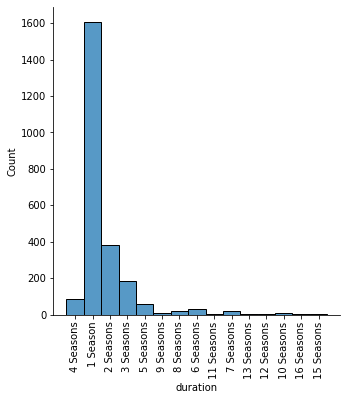 1600
1400
1200
1000
800
600
400
200
0
Count
4 Seasons
1 Season
2 Seasons
3 Seasons
5 Seasons
9 Seasons
8 Seasons
6 Seasons
11 Seasons
7 Seasons
13 Seasons
12 Seasons
10 Seasons
16 Seasons
15 Seasons
duration